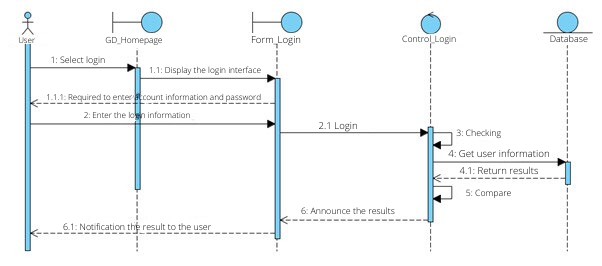 User
GD_Homepage
Form_Login
Control_Login
Database
1: Select login
1.1: Display the login interface
1.1.1: Required to enter account information and password
2: Enter the login information
2.1 Login
3: Checking
4: Get user information
4.1: Return results
5: Compare
6: Announce the results
6.1: Notification the result to the user